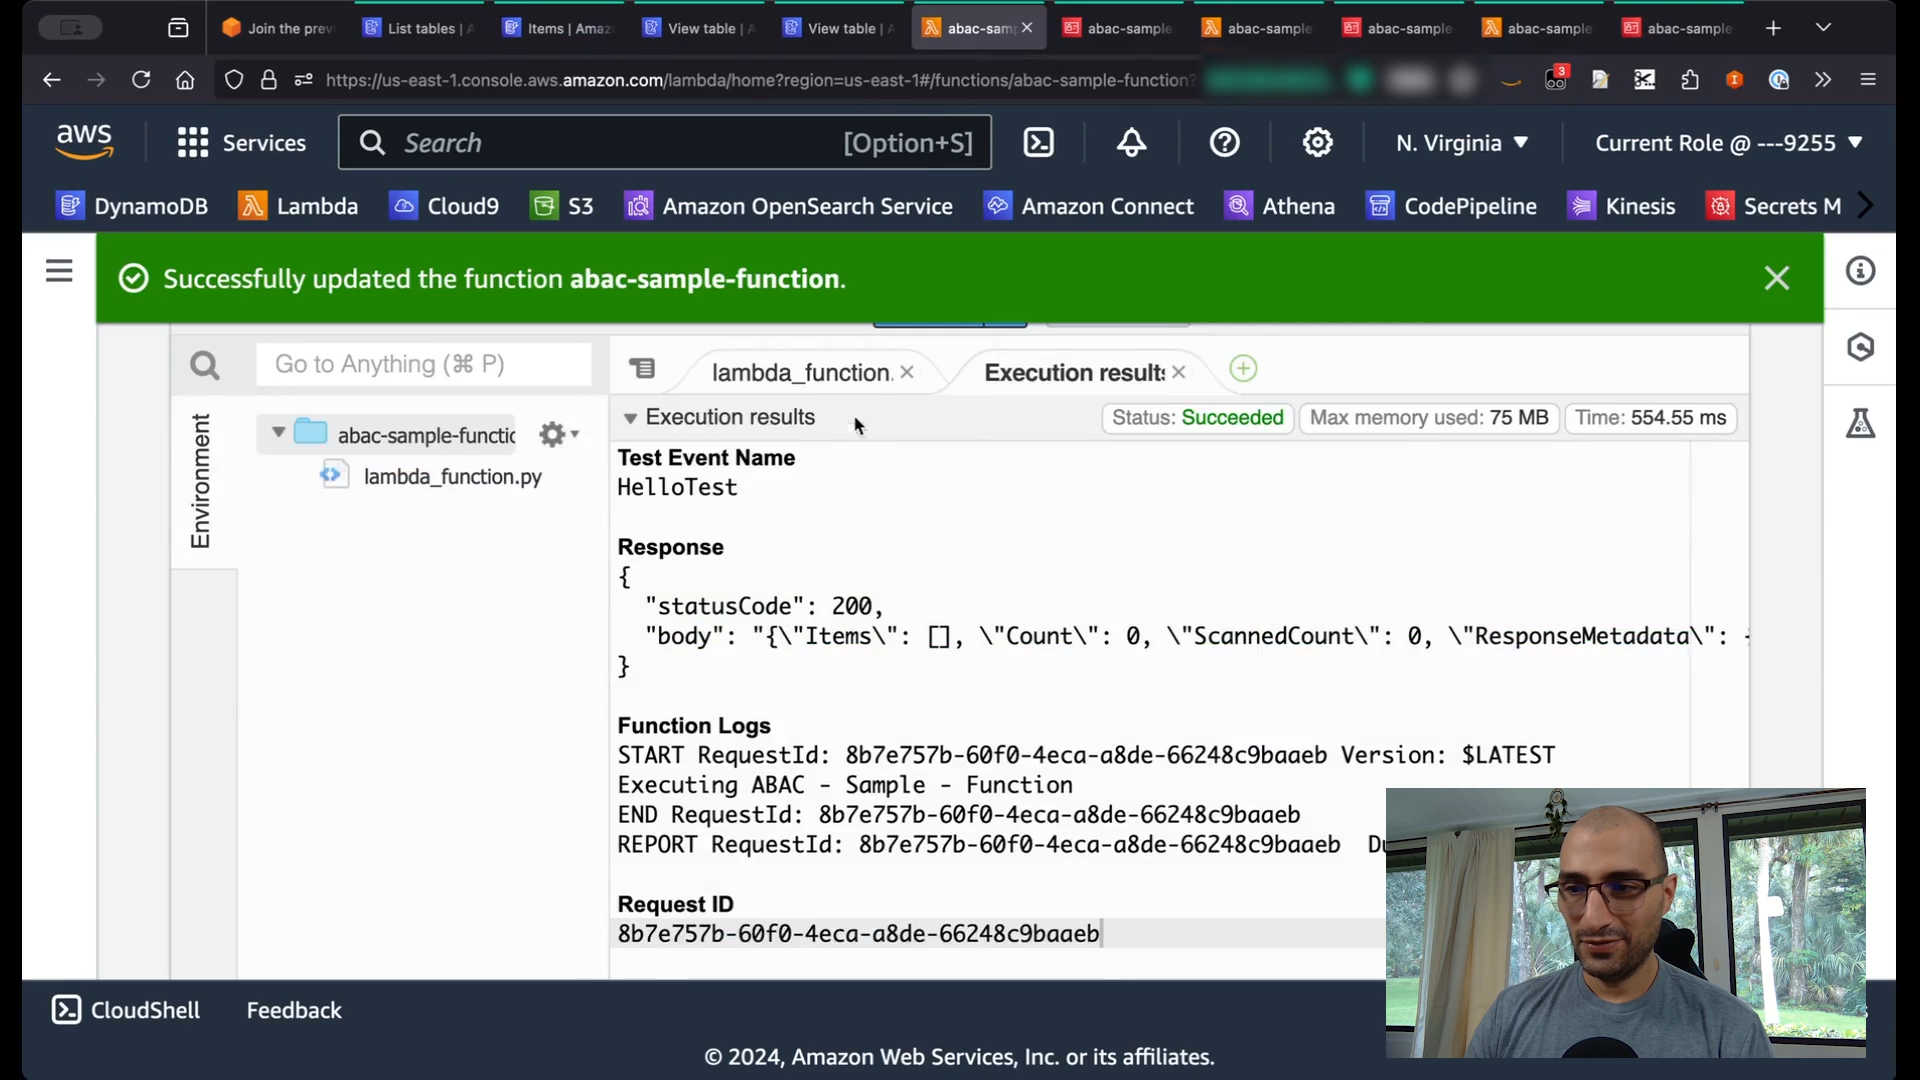 Join the prev
List tables | A
Items | Amaz
View table | A
View table | A
abac-samp
abac-sample
abac-sample
abac-sample
abac-sample
abac-sample
https://us-east-1.console.aws.amazon.com/lambda/home?region=us-east-1#/functions/abac-sample-function?
3
aws
Services
Search
[Option+S]
N. Virginia
Current Role @ ---9255
DynamoDB
Lambda
Cloud9
S3
Amazon OpenSearch Service
Amazon Connect
Athena
CodePipeline
Kinesis
Secrets M
Successfully updated the function abac-sample-function.
Go to Anything (⌘ P)
lambda_function.
Execution results
Environment
abac-sample-functic
lambda_function.py
Execution results
Status: Succeeded
Max memory used: 75 MB
Time: 554.55 ms
Test Event Name
HelloTest
Response
{
"statusCode": 200,
"body": "{\"Items\": [], \"Count\": 0, \"ScannedCount\": 0, \"ResponseMetadata\": {
}
Function Logs
START RequestId: 8b7e757b-60f0-4eca-a8de-66248c9baaeb Version: $LATEST
Executing ABAC - Sample - Function
END RequestId: 8b7e757b-60f0-4eca-a8de-66248c9baaeb
REPORT RequestId: 8b7e757b-60f0-4eca-a8de-66248c9baaeb Du
Request ID
8b7e757b-60f0-4eca-a8de-66248c9baaeb
CloudShell
Feedback
© 2024, Amazon Web Services, Inc. or its affiliates.